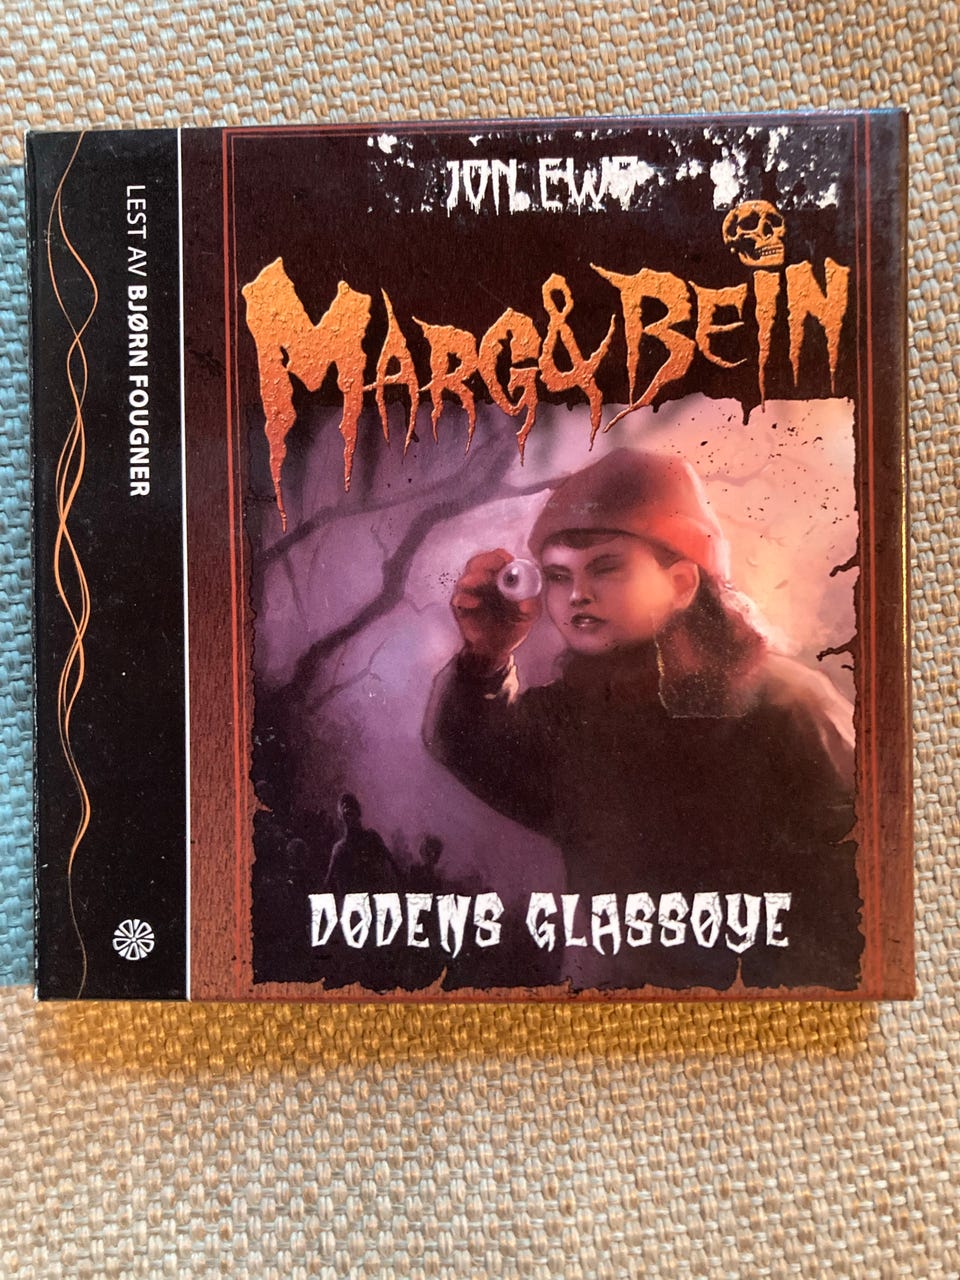 LEST AV BJØRN FOUGNER
JON EWO
MARG & BEIN
DØDENS GLASSØYE